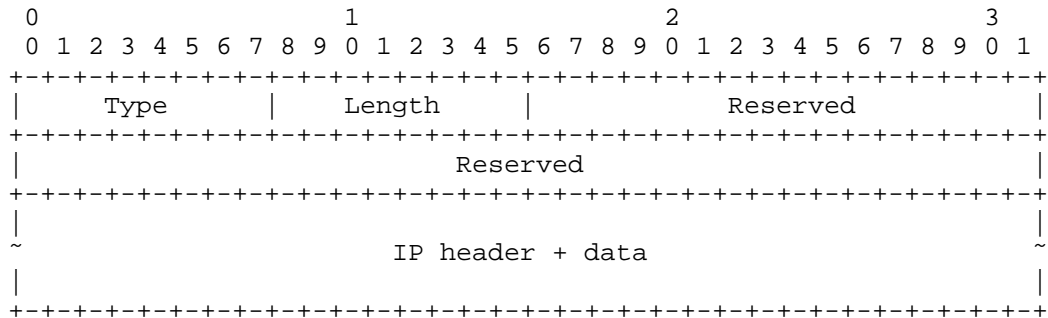 0                   1                   2                   3
 0 1 2 3 4 5 6 7 8 9 0 1 2 3 4 5 6 7 8 9 0 1 2 3 4 5 6 7 8 9 0 1
+-+-+-+-+-+-+-+-+-+-+-+-+-+-+-+-+-+-+-+-+-+-+-+-+-+-+-+-+-+-+-+-+
|     Type      |    Length     |            Reserved           |
+-+-+-+-+-+-+-+-+-+-+-+-+-+-+-+-+-+-+-+-+-+-+-+-+-+-+-+-+-+-+-+-+
|                           Reserved                            |
+-+-+-+-+-+-+-+-+-+-+-+-+-+-+-+-+-+-+-+-+-+-+-+-+-+-+-+-+-+-+-+-+
|                                                               |
~                       IP header + data                        ~
|                                                               |
+-+-+-+-+-+-+-+-+-+-+-+-+-+-+-+-+-+-+-+-+-+-+-+-+-+-+-+-+-+-+-+-+